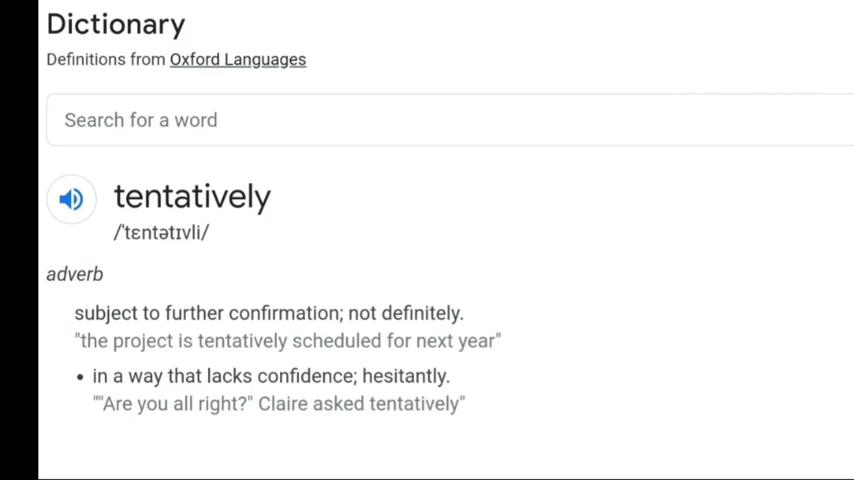 Dictionary
Definitions from Oxford Languages
Search for a word
tentatively
/ˈtɛntətɪvli/
adverb
subject to further confirmation; not definitely.
"the project is tentatively scheduled for next year"
• in a way that lacks confidence; hesitantly.
""Are you all right?" Claire asked tentatively"